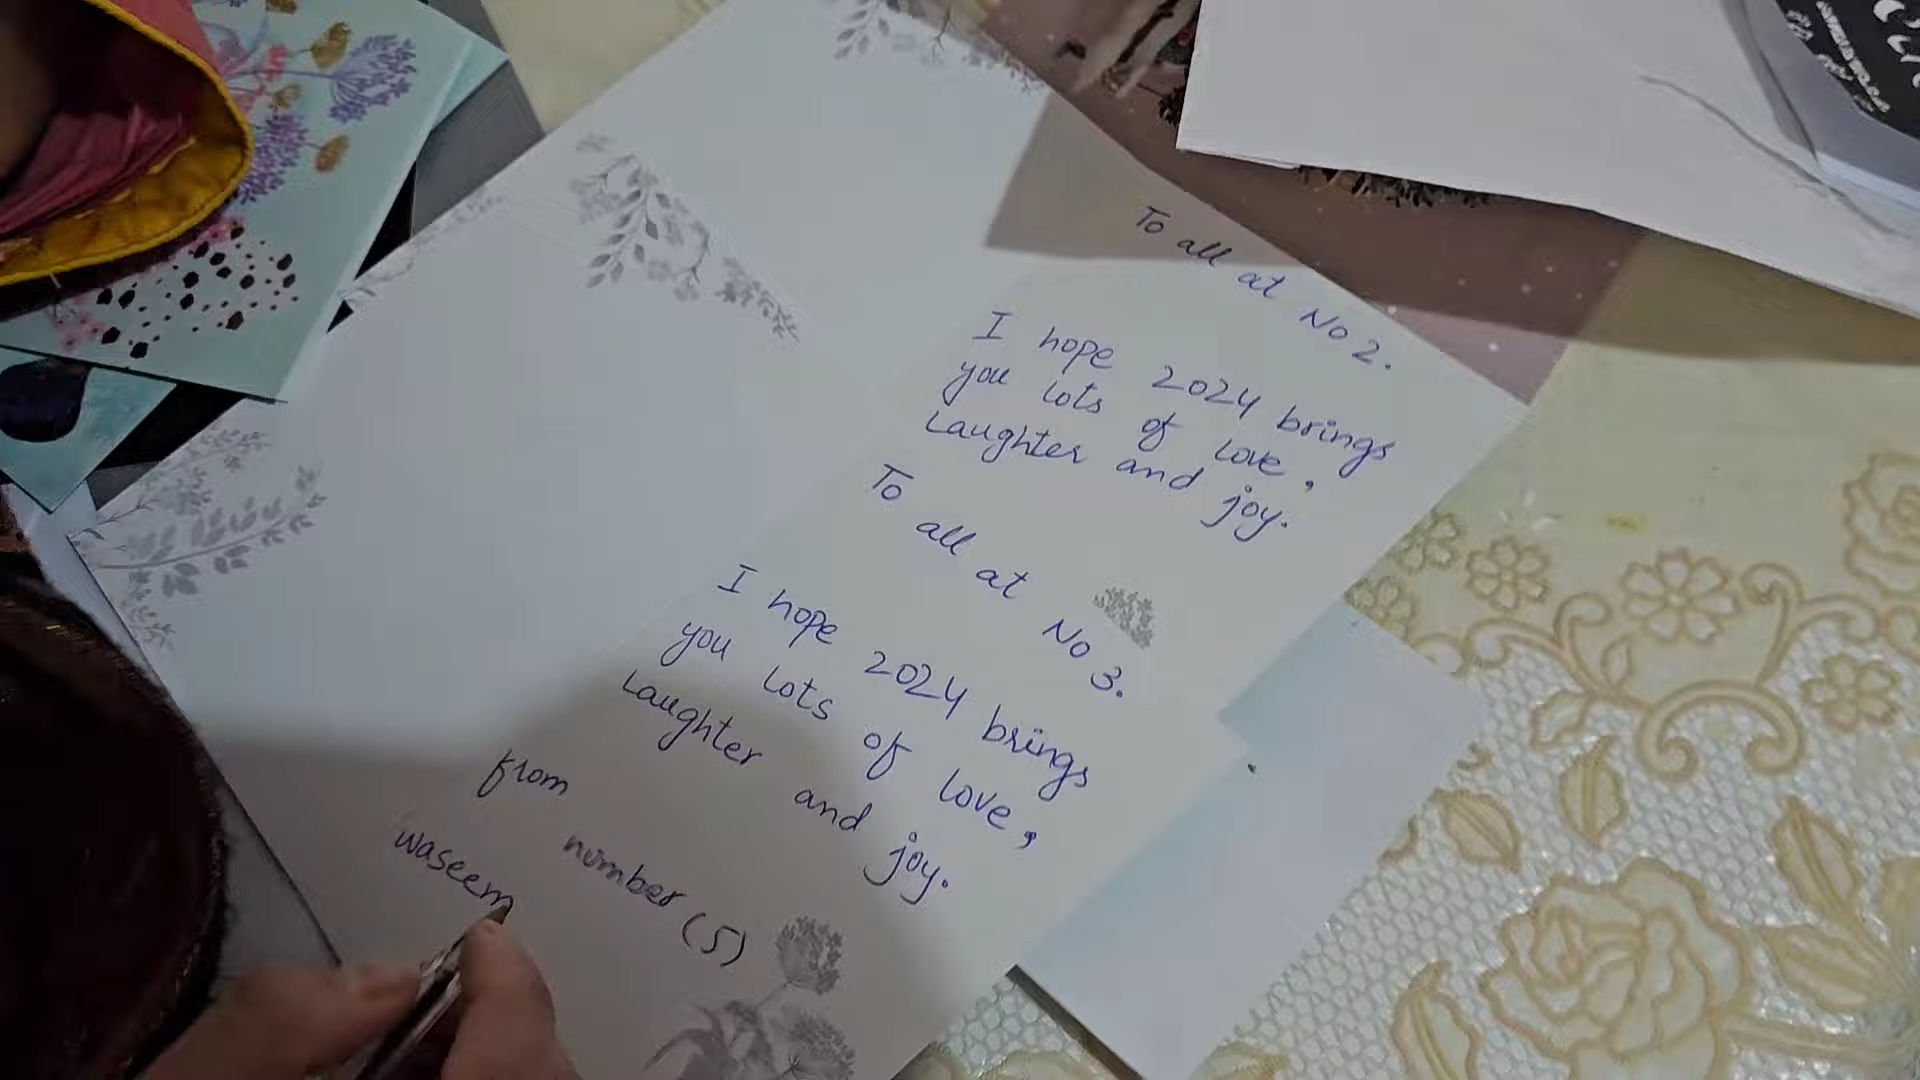 To all at No 2.
I hope 2024 brings
you lots of love,
Laughter and joy.
To all at No 3.
I hope 2024 brings
you lots of love,
Laughter and joy.
from number (5)
waseem